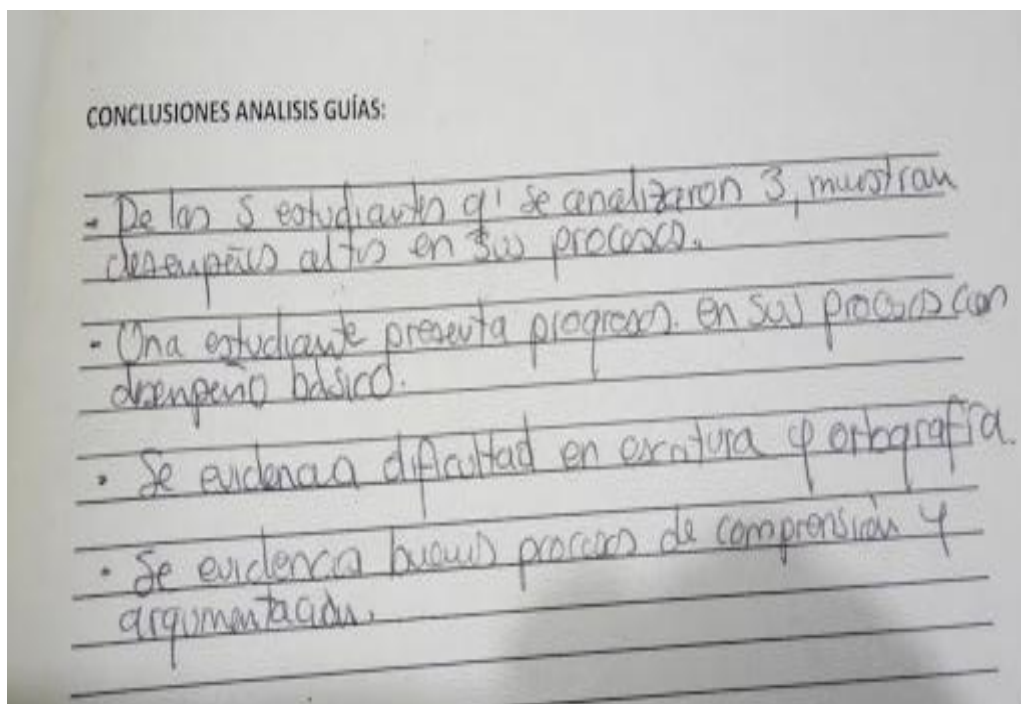 CONCLUSIONES ANALISIS GUÍAS:
- De las 5 estudiantes q' se analizaron 3, muestran
desempeños altos en sus procesos.
- Una estudiante presenta progresos. en sus procesos con
desempeño básico.
• Se evidencia dificultad en escritura y ortografía.
• Se evidencia buenos procesos de comprensión y
argumentación.